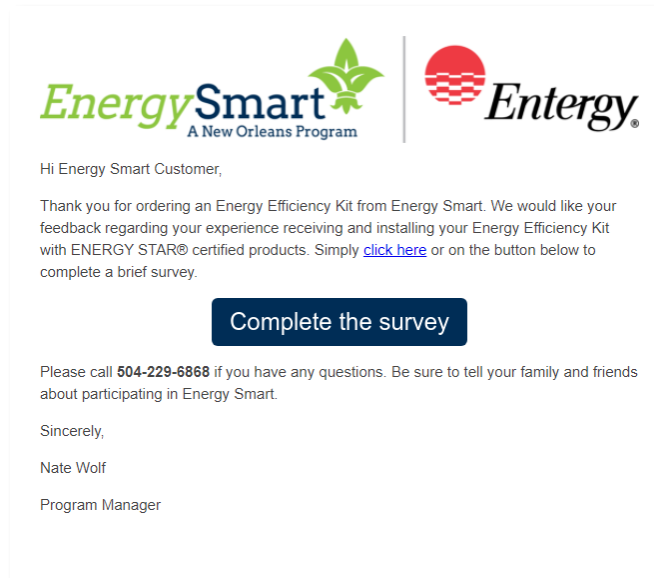 EnergySmart
A New Orleans Program
Entergy®
Hi Energy Smart Customer,
Thank you for ordering an Energy Efficiency Kit from Energy Smart. We would like your
feedback regarding your experience receiving and installing your Energy Efficiency Kit
with ENERGY STAR® certified products. Simply click here or on the button below to
complete a brief survey.
Complete the survey
Please call 504-229-6868 if you have any questions. Be sure to tell your family and friends
about participating in Energy Smart.
Sincerely,
Nate Wolf
Program Manager